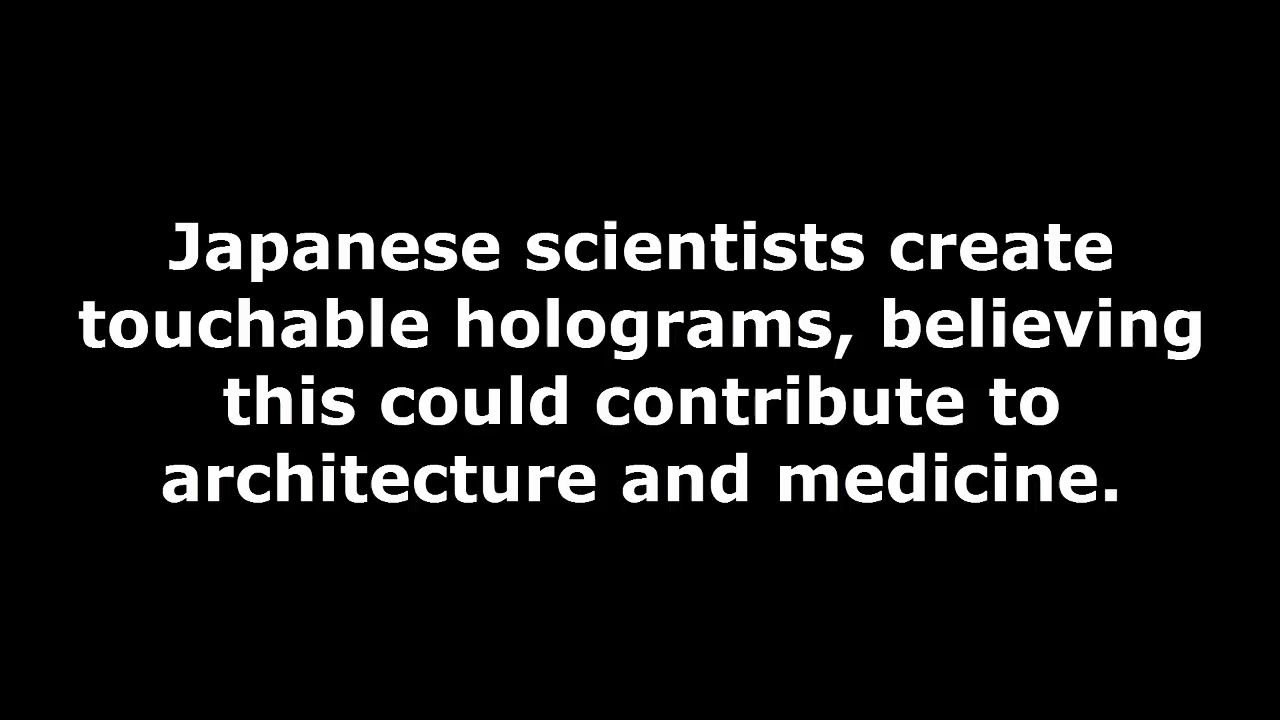 Japanese scientists create
touchable holograms, believing
this could contribute to
architecture and medicine.